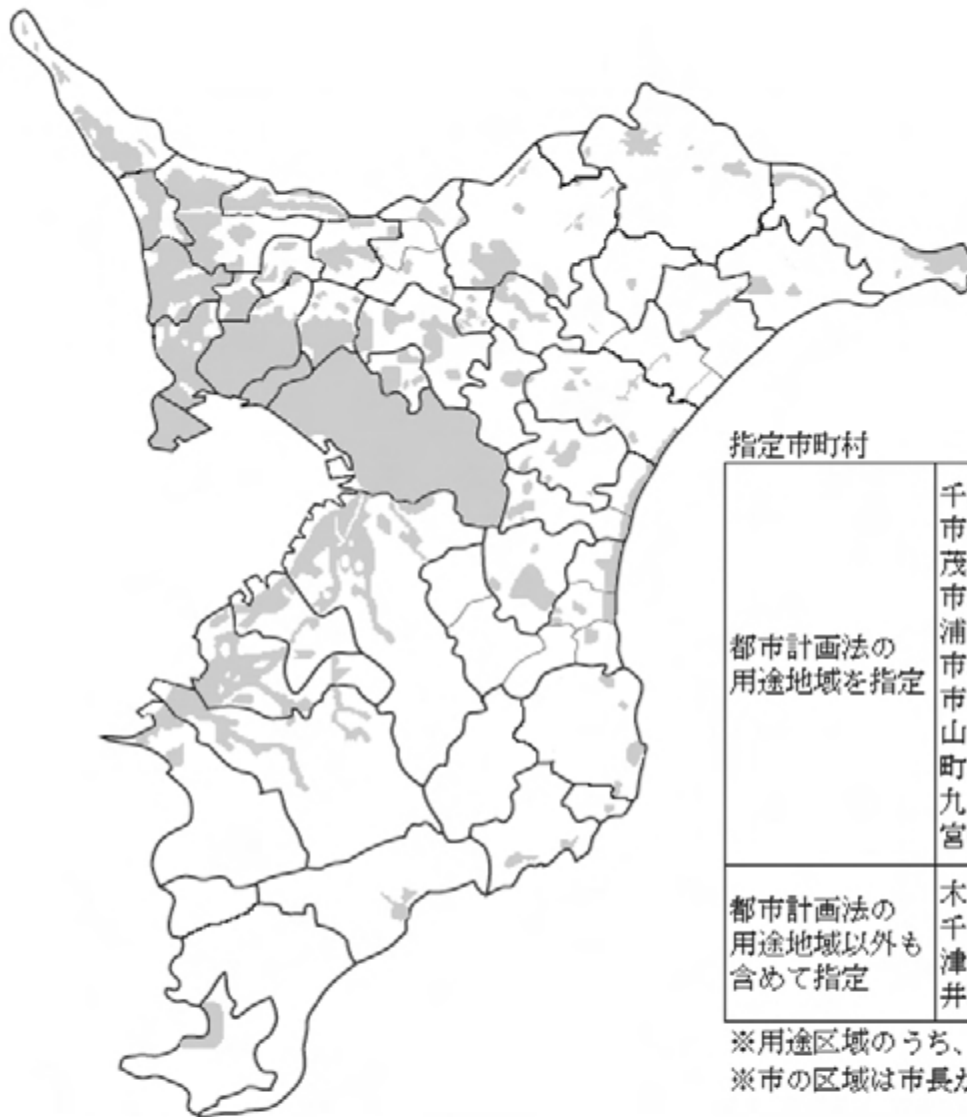 指定市町村
都市計画法の
用途地域を指定
千
市
茂
市
浦
市
市
山
町
九
宮
都市計画法の
用途地域以外も
含めて指定
木
千
津
井
※用途区域のうち、
※市の区域は市長が